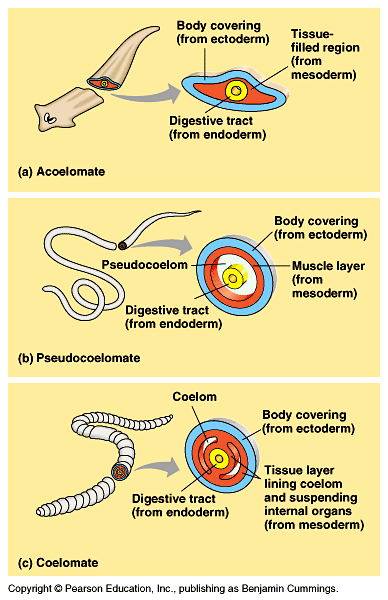 Body covering
(from ectoderm)
Tissue-
filled region
(from
mesoderm)
Digestive tract
(from endoderm)
(a) Acoelomate
Body covering
(from ectoderm)
Pseudocoelom
Muscle layer
(from
mesoderm)
Digestive tract
(from endoderm)
(b) Pseudocoelomate
Coelom
Body covering
(from ectoderm)
Tissue layer
lining coelom
and suspending
internal organs
(from mesoderm)
Digestive tract
(from endoderm)
(c) Coelomate
Copyright © Pearson Education, Inc., publishing as Benjamin Cummings.